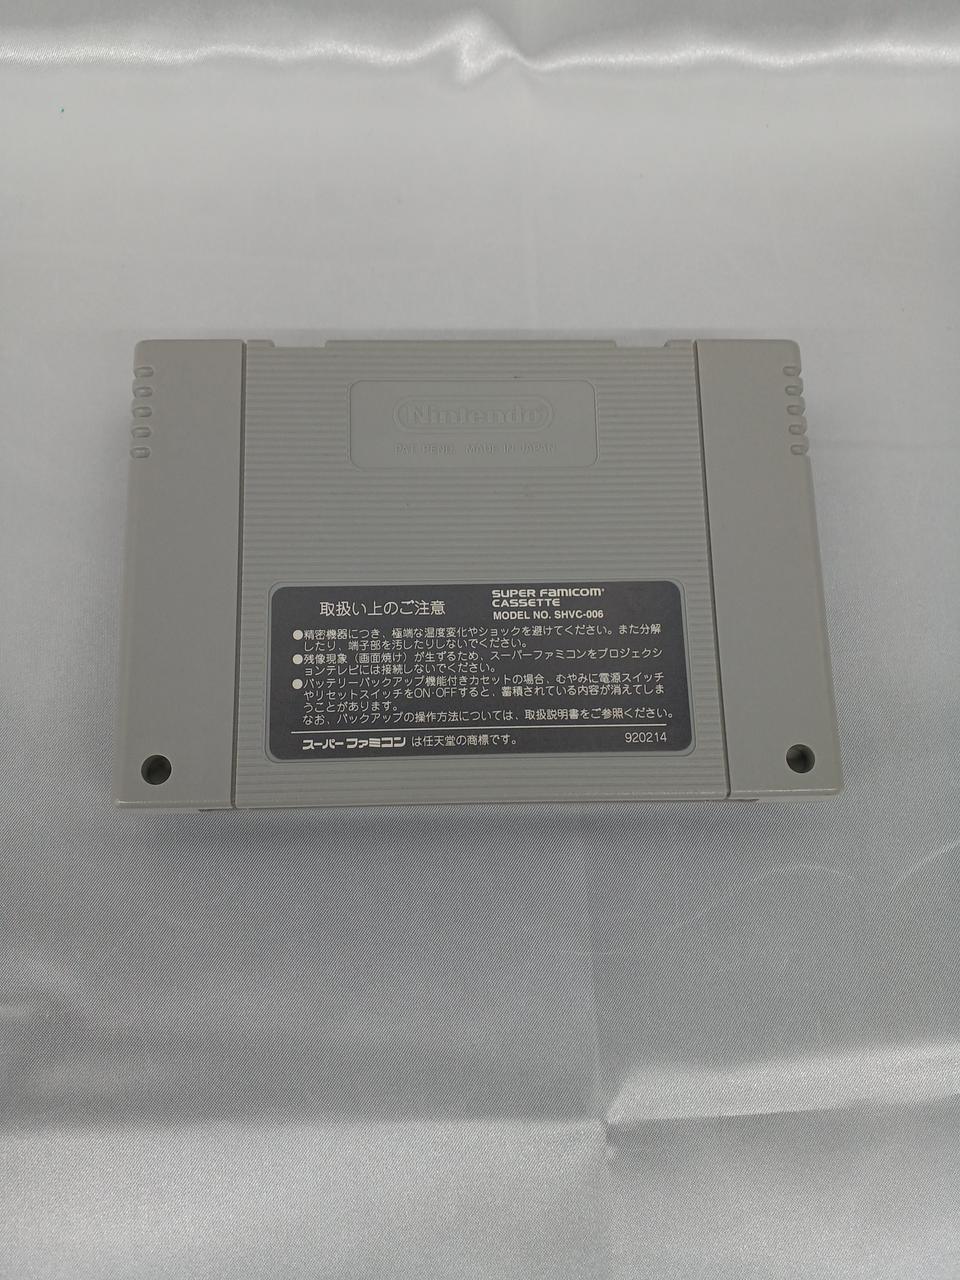 Nintendo
PAT. PEND. MADE IN JAPAN
取扱い上のご注意
SUPER FAMICOM
CASSETTE
MODEL NO. SHVC-006
●精密機器につき、極端な温度変化やショックを避けてください。また分解
したり、端子部を汚したりしないでください。
●残像現象（画面焼け）が生ずるため、スーパーファミコンをプロジェクシ
ョンテレビには接続しないでください。
●バッテリーバックアップ機能付きカセットの場合、むやみに電源スイッチ
やリセットスイッチをON·OFFすると、蓄積されている内容が消えてしま
うことがあります。
なお、バックアップの操作方法については、取扱説明書をご参照ください。
スーパーファミコン は任天堂の商標です。
920214